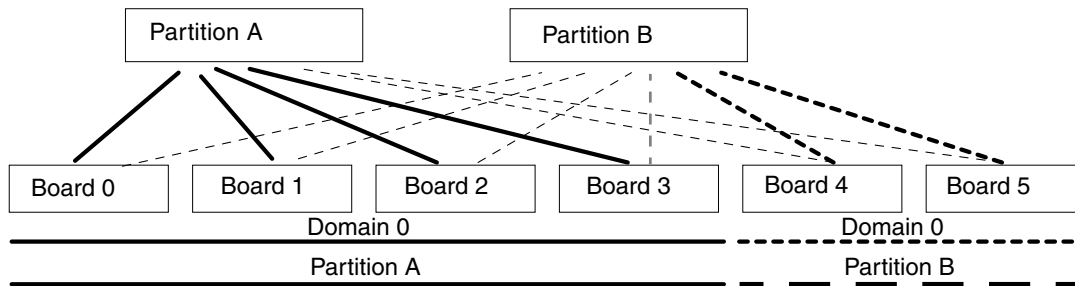 Partition A
Partition B
Board 0
Board 1
Board 2
Board 3
Board 4
Board 5
Domain 0
Domain 0
Partition A
Partition B